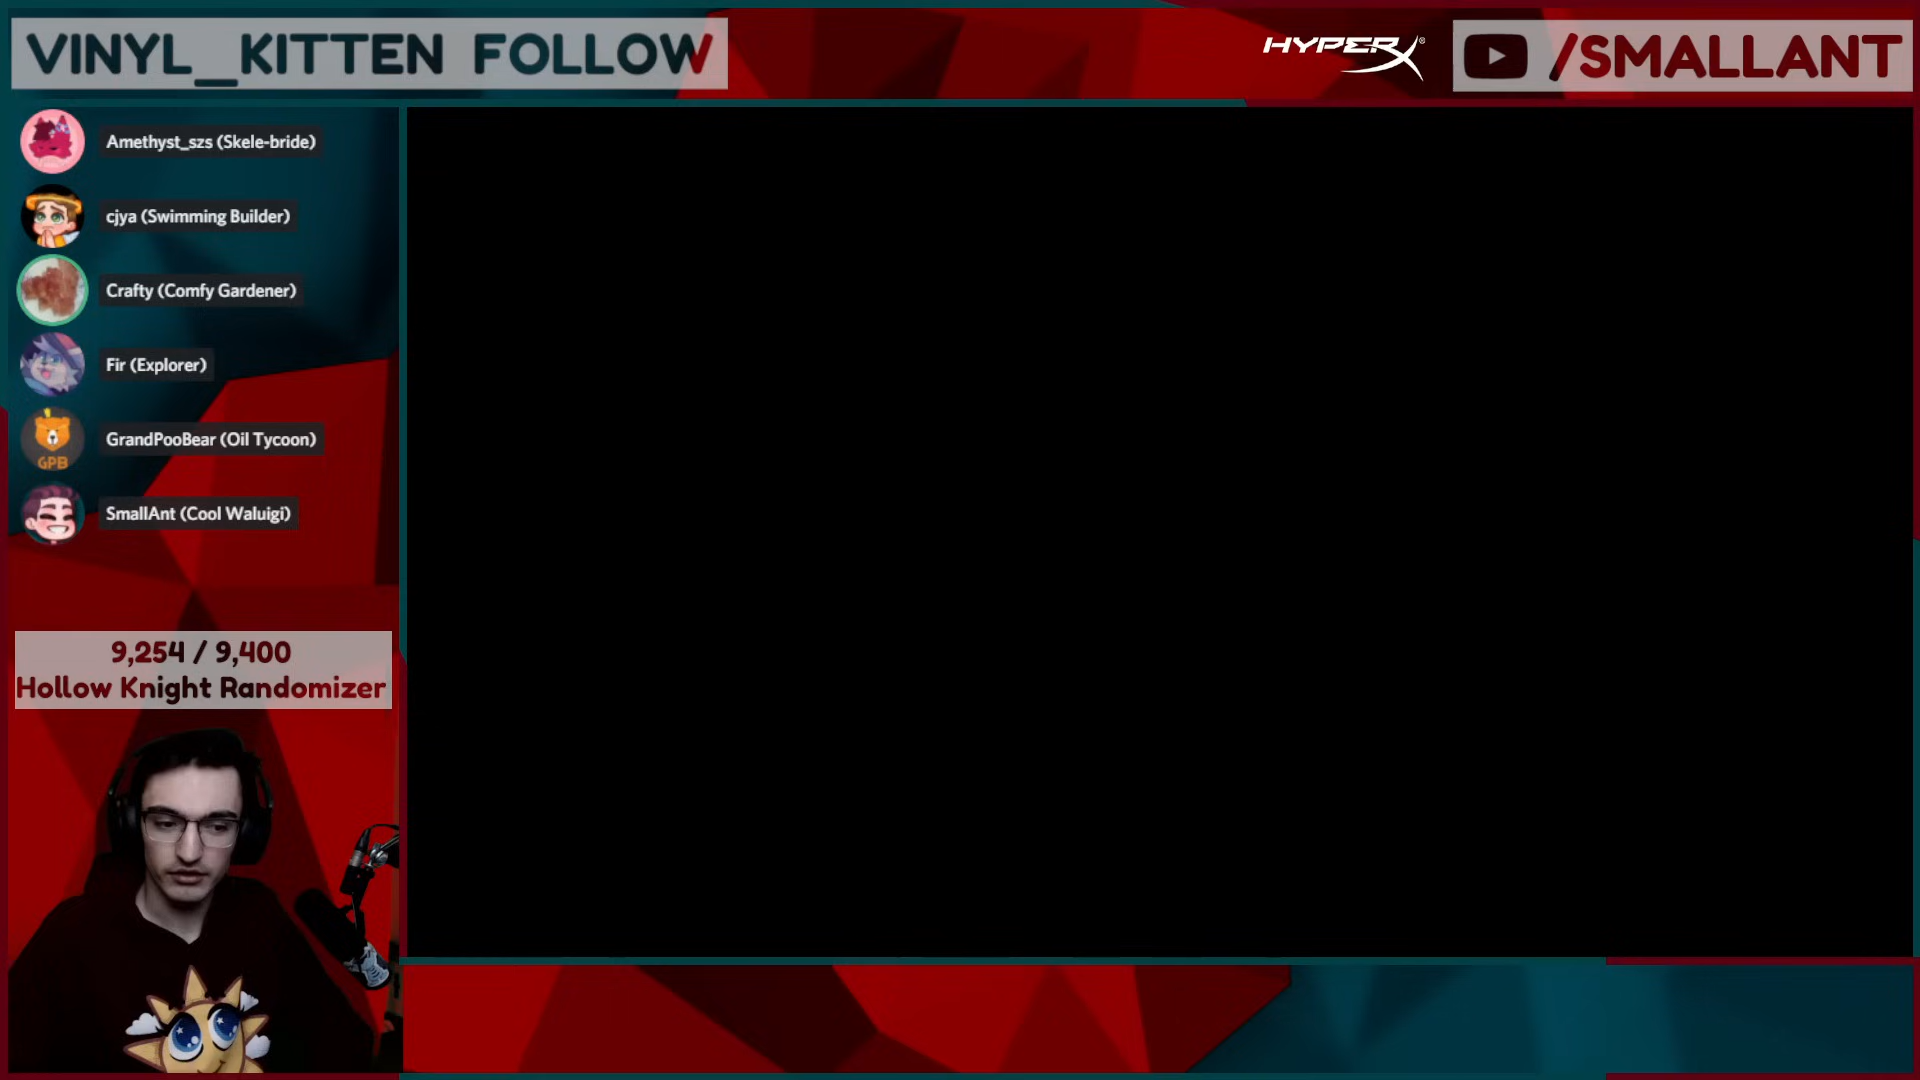 VINYL_KITTEN FOLLOW
HYPERX®
/SMALLANT
Amethyst_szs (Skele-bride)
cjya (Swimming Builder)
Crafty (Comfy Gardener)
Fir (Explorer)
GrandPooBear (Oil Tycoon)
GPB
SmallAnt (Cool Waluigi)
9,254 / 9,400
Hollow Knight Randomizer